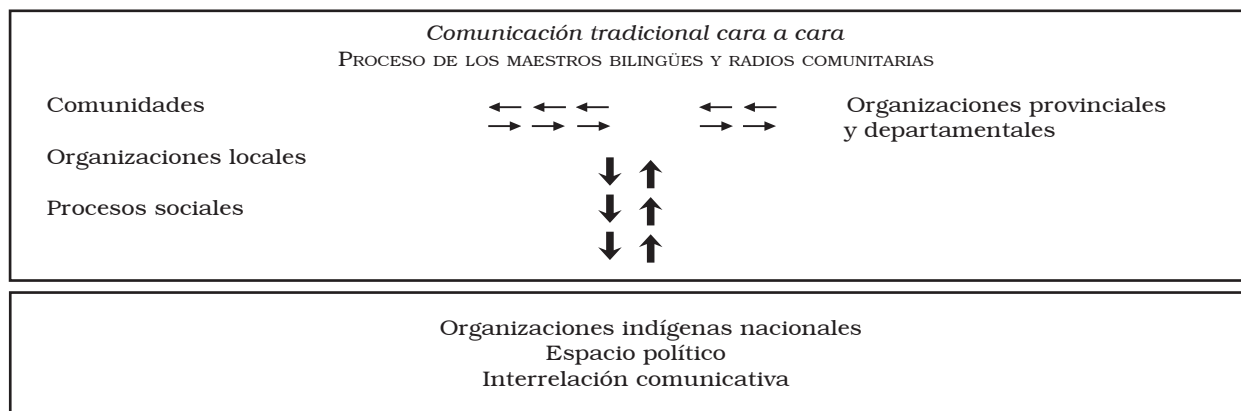 Comunicación tradicional cara a cara
PROCESO DE LOS MAESTROS BILINGÜES Y RADIOS COMUNITARIAS
Comunidades
Organizaciones provinciales
y departamentales
Organizaciones locales
Procesos sociales
Organizaciones indígenas nacionales
Espacio político
Interrelación comunicativa